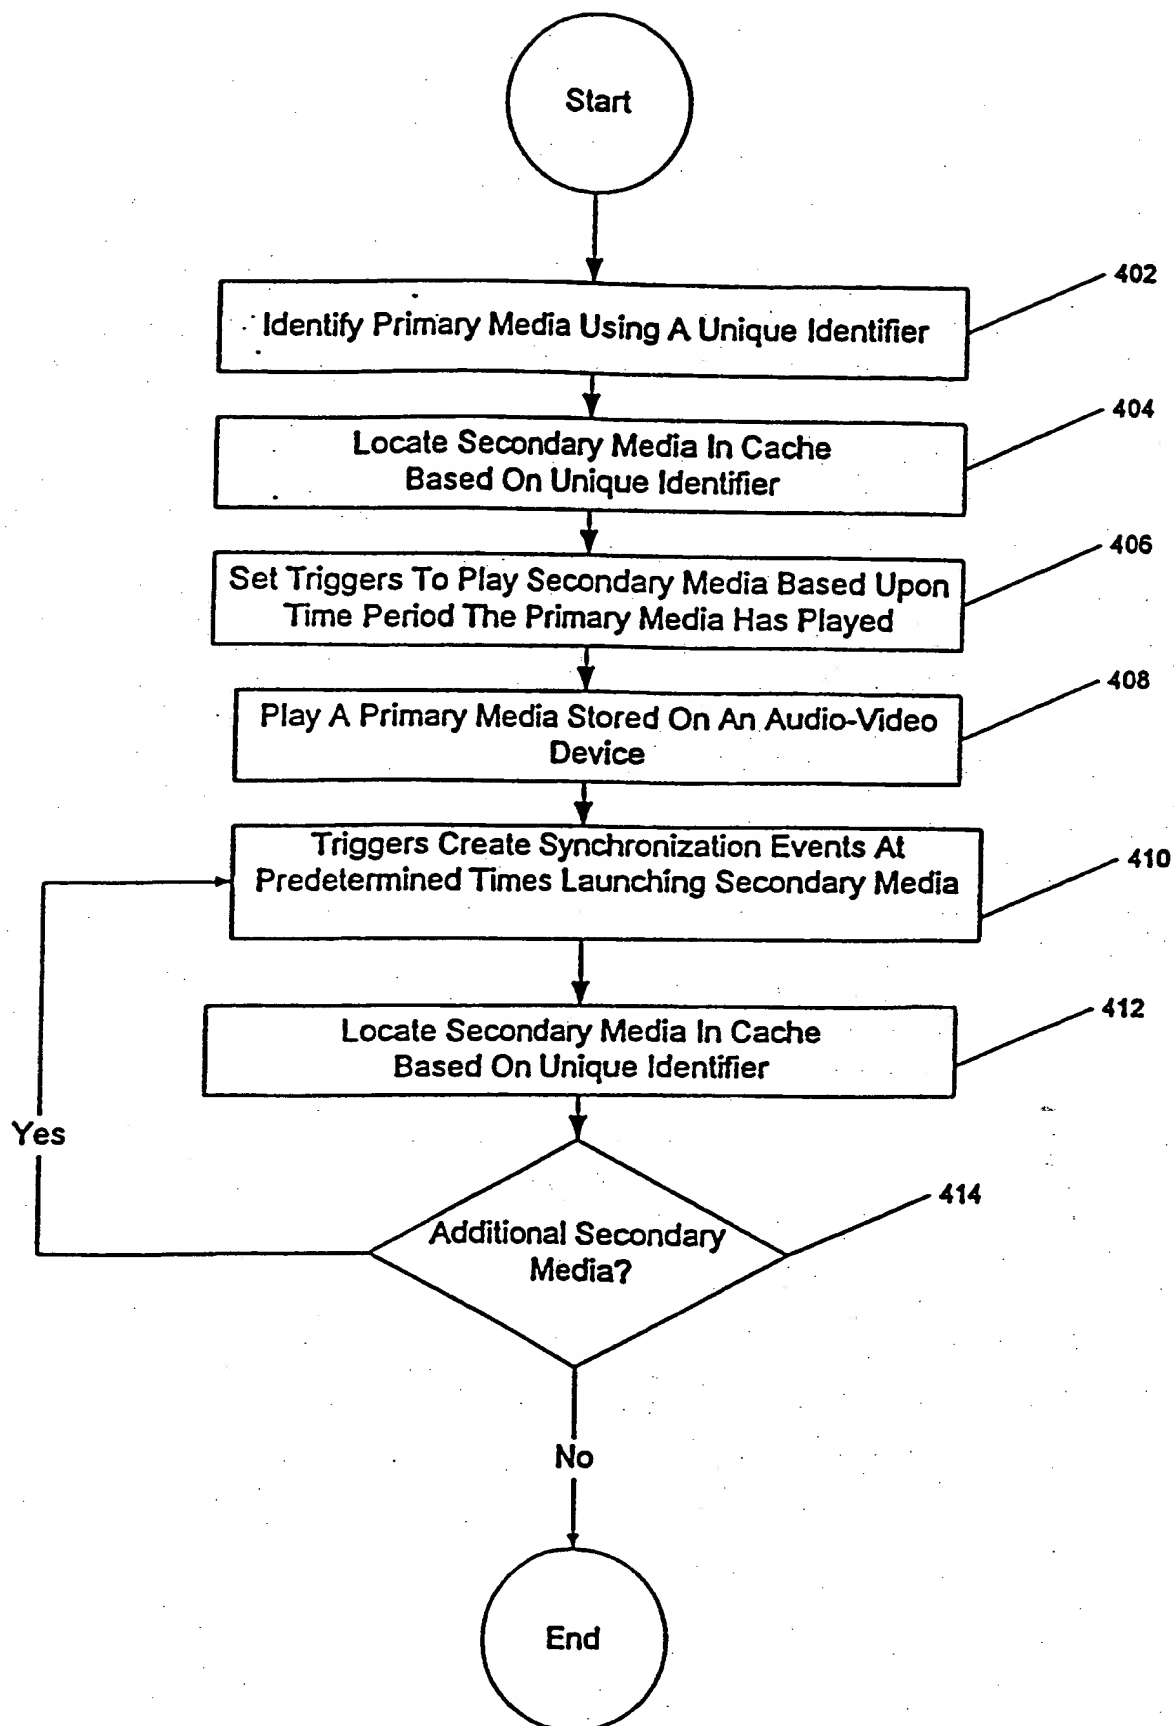 Start
402
Identify Primary Media Using A Unique Identifier
404
Locate Secondary Media In Cache
Based On Unique Identifier
406
Set Triggers To Play Secondary Media Based Upon
Time Period The Primary Media Has Played
408
Play A Primary Media Stored On An Audio-Video
Device
Triggers Create Synchronization Events At
Predetermined Times Launching Secondary Media
410
412
Locate Secondary Media In Cache
Based On Unique Identifier
Yes
414
Additional Secondary
Media?
No
End